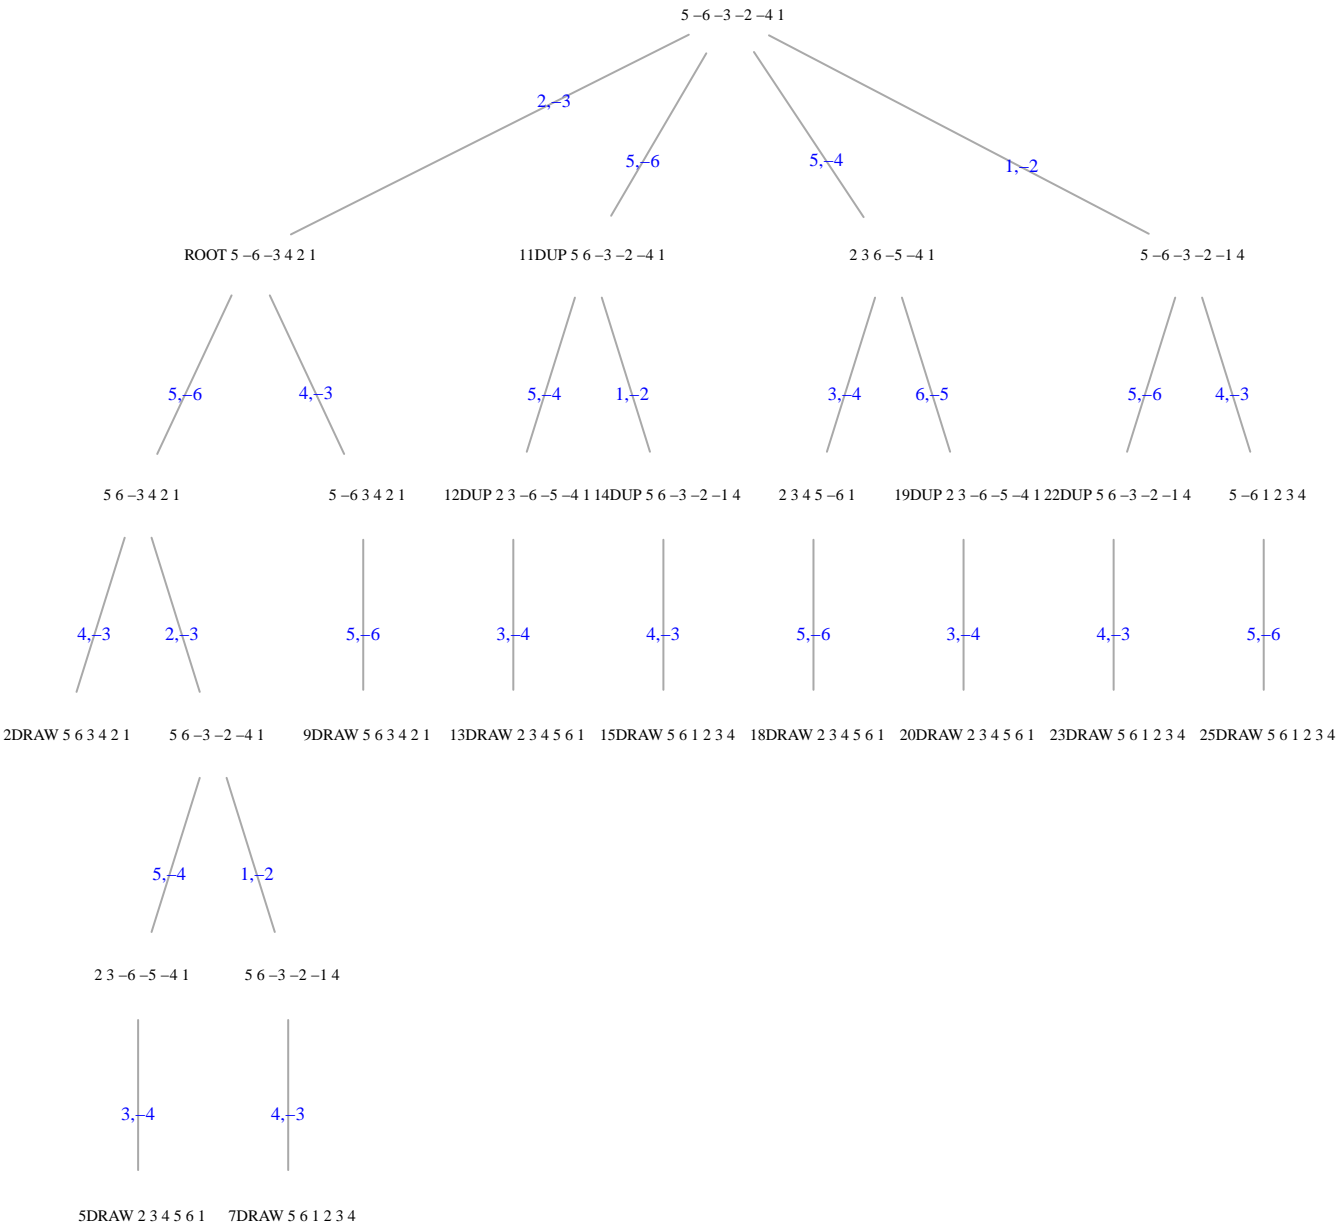 5 –6 –3 –2 –4 1
2,–3
5,–6
5,–4
1,–2
ROOT 5 –6 –3 4 2 1
11DUP 5 6 –3 –2 –4 1
2 3 6 –5 –4 1
5 –6 –3 –2 –1 4
5,–6
4,–3
5,–4
1,–2
3,–4
6,–5
5,–6
4,–3
5 6 –3 4 2 1
5 –6 3 4 2 1
12DUP 2 3 –6 –5 –4 1
14DUP 5 6 –3 –2 –1 4
2 3 4 5 –6 1
19DUP 2 3 –6 –5 –4 1
22DUP 5 6 –3 –2 –1 4
5 –6 1 2 3 4
4,–3
2,–3
5,–6
3,–4
4,–3
5,–6
3,–4
4,–3
5,–6
2DRAW 5 6 3 4 2 1
5 6 –3 –2 –4 1
9DRAW 5 6 3 4 2 1
13DRAW 2 3 4 5 6 1
15DRAW 5 6 1 2 3 4
18DRAW 2 3 4 5 6 1
20DRAW 2 3 4 5 6 1
23DRAW 5 6 1 2 3 4
25DRAW 5 6 1 2 3 4
5,–4
1,–2
2 3 –6 –5 –4 1
5 6 –3 –2 –1 4
3,–4
4,–3
5DRAW 2 3 4 5 6 1
7DRAW 5 6 1 2 3 4